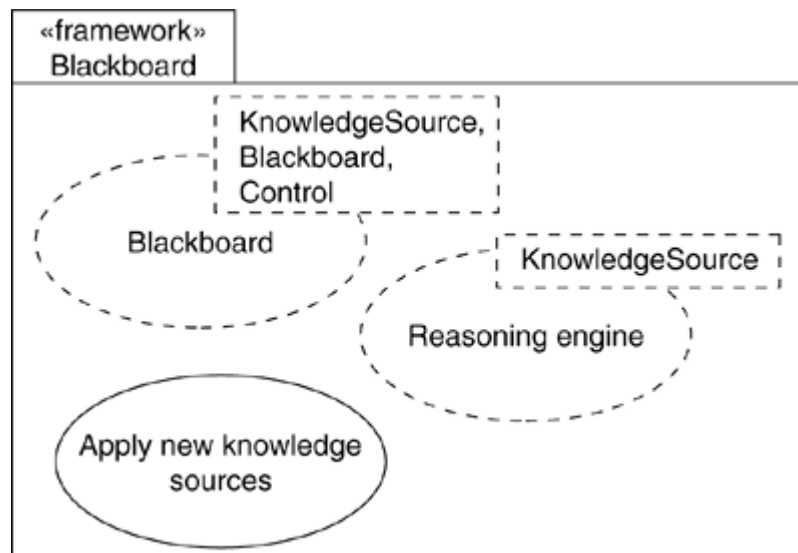 «framework»
Blackboard
KnowledgeSource,
Blackboard,
Control
Blackboard
KnowledgeSource
Reasoning engine
Apply new knowledge
sources